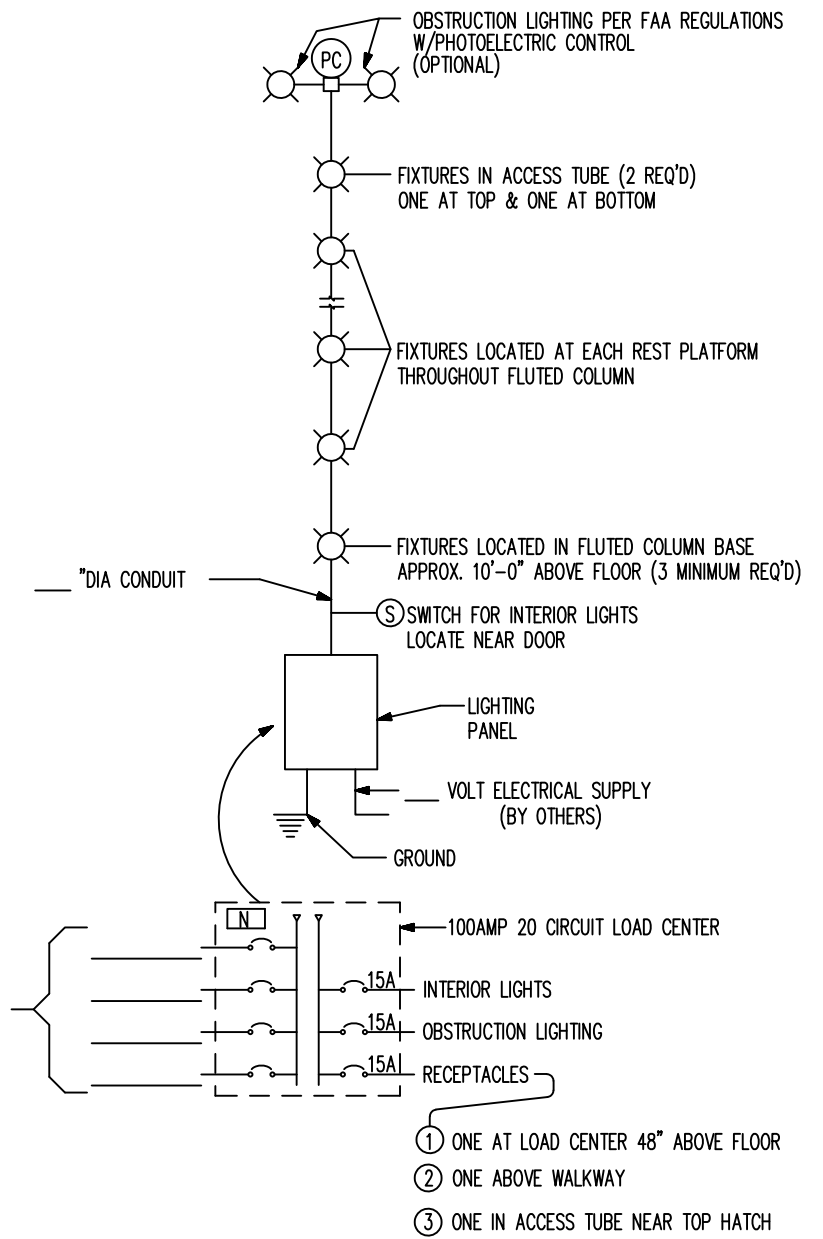 OBSTRUCTION LIGHTING PER FAA REGULATIONS
W/PHOTOELECTRIC CONTROL
(OPTIONAL)
PC
FIXTURES IN ACCESS TUBE (2 REQ'D)
ONE AT TOP & ONE AT BOTTOM
FIXTURES LOCATED AT EACH REST PLATFORM
THROUGHOUT FLUTED COLUMN
FIXTURES LOCATED IN FLUTED COLUMN BASE
APPROX. 10'-0" ABOVE FLOOR (3 MINIMUM REQ'D)
___ "DIA CONDUIT
S SWITCH FOR INTERIOR LIGHTS
LOCATE NEAR DOOR
LIGHTING
PANEL
___ VOLT ELECTRICAL SUPPLY
(BY OTHERS)
GROUND
N
100AMP 20 CIRCUIT LOAD CENTER
15A INTERIOR LIGHTS
15A OBSTRUCTION LIGHTING
15A RECEPTACLES
1 ONE AT LOAD CENTER 48" ABOVE FLOOR
2 ONE ABOVE WALKWAY
3 ONE IN ACCESS TUBE NEAR TOP HATCH